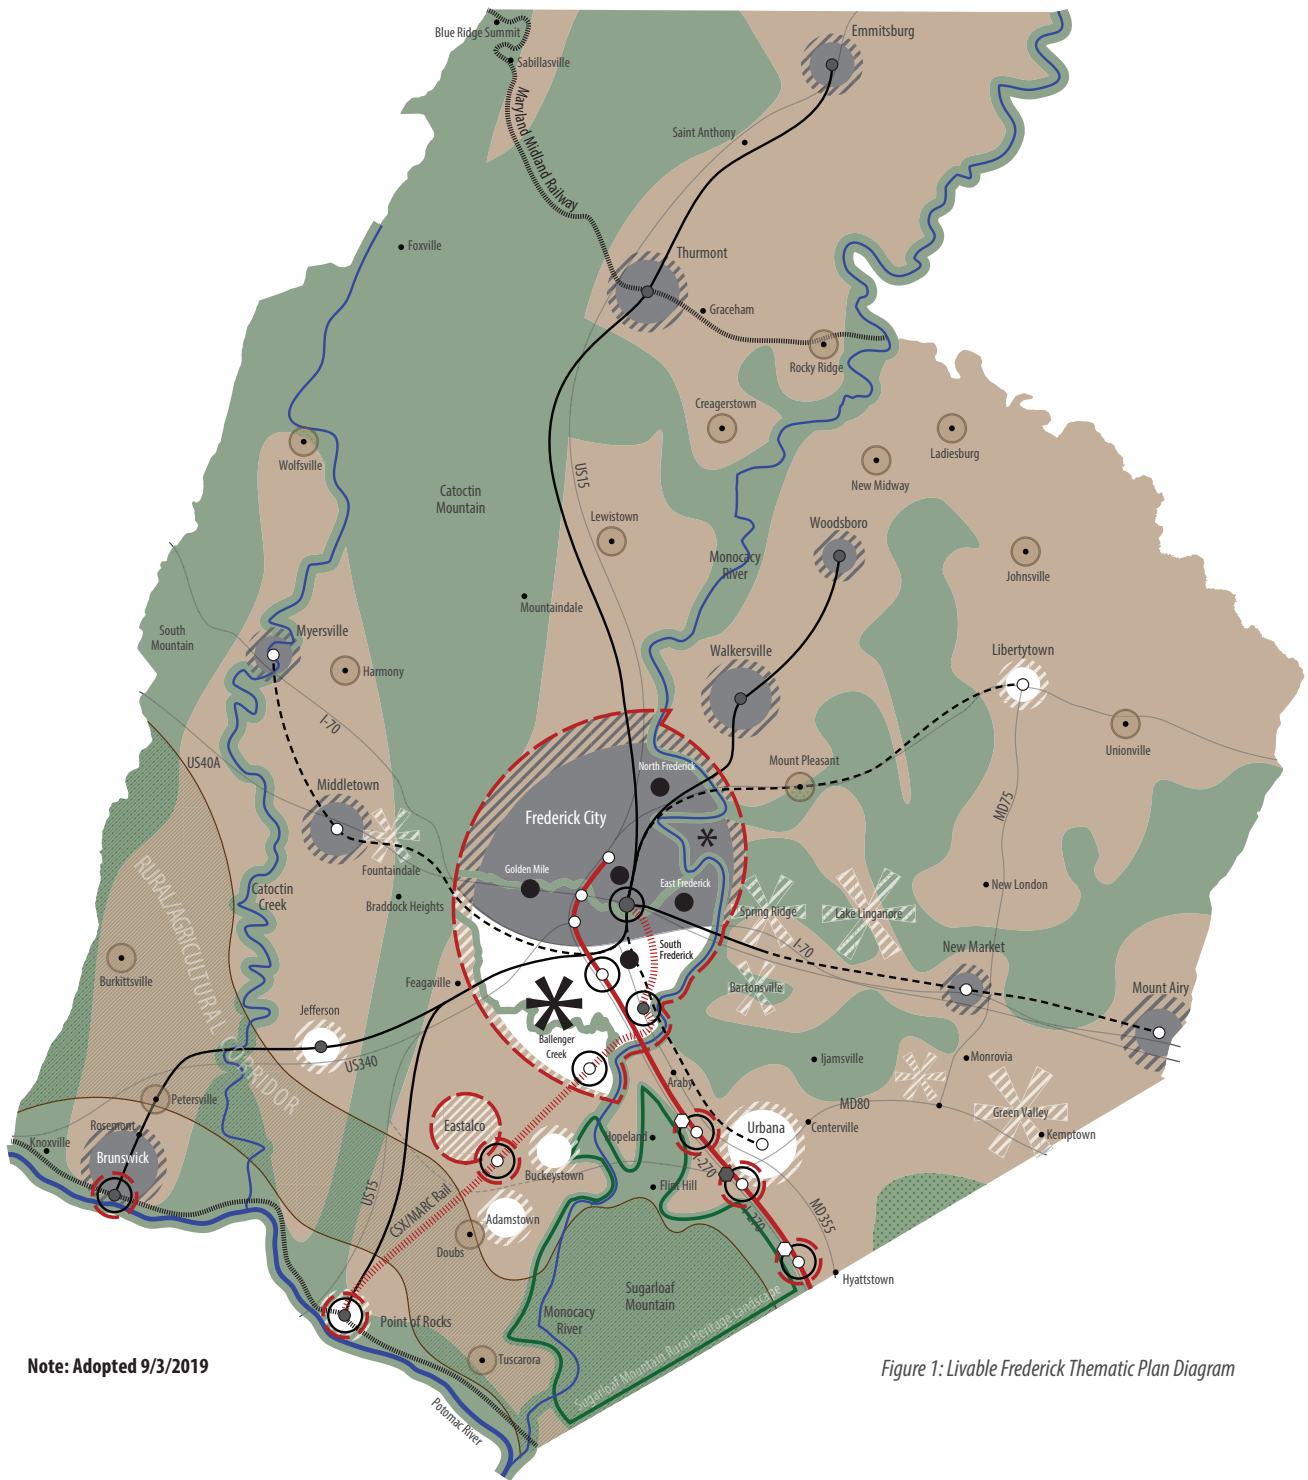 Emmitsburg
Blue Ridge Summit
Sabillasville
Maryland Midland Railway
Saint Anthony
Foxville
Thurmont
Graceham
Rocky Ridge
Creagerstown
Ladiesburg
Wolfsville
New Midway
US15
Catoctin
Mountain
Lewistown
Woodsboro
Monocacy
River
Johnsville
Mountaindale
South
Mountain
Myersville
Harmony
Walkersville
Libertytown
I-70
Unionville
US40A
North Frederick
Mount Pleasant
Middletown
MD75
Frederick City
Fountaindale
Golden Mile
East Frederick
RURAL/AGRICULTURAL CORRIDOR
Catoctin
Creek
Braddock Heights
New London
Spring Ridge
Lake Linganore
South
Frederick
I-70
New Market
Burkittsville
Feagaville
Bartonsville
Mount Airy
Jefferson
Ballenger
Creek
US340
Ijamsville
Monrovia
Araby
Petersville
MD80
Green Valley
Rosemont
Eastalco
Urbana
Centerville
Kemptown
Knoxville
Hopeland
Brunswick
I-270
Buckeystown
US15
CSX/MARC Rail
Flint Hill
Adamstown
I-270
MD355
Doubs
Hyattstown
Sugarloaf
Mountain
Point of Rocks
Monocacy
River
Tuscarora
Sugarloaf Mountain Rural Heritage Landscape
Potomac River
Note: Adopted 9/3/2019
Figure 1: Livable Frederick Thematic Plan Diagram